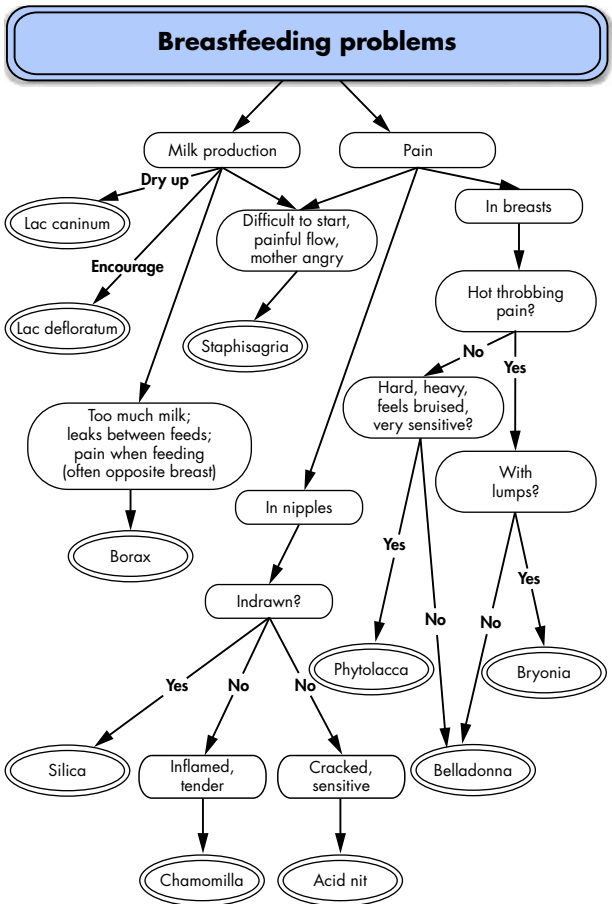 Breastfeeding problems
Milk production
Pain
Dry up
In breasts
Lac caninum
Difficult to start,
painful flow,
mother angry
Encourage
Hot throbbing
pain?
Lac defloratum
Staphisagria
No
Yes
Hard, heavy,
feels bruised,
very sensitive?
Too much milk;
leaks between feeds;
pain when feeding
(often opposite breast)
With
lumps?
In nipples
Borax
Yes
Yes
Indrawn?
No
No
Phytolacca
Bryonia
Yes
No
No
Silica
Inflamed,
tender
Cracked,
sensitive
Belladonna
Chamomilla
Acid nit